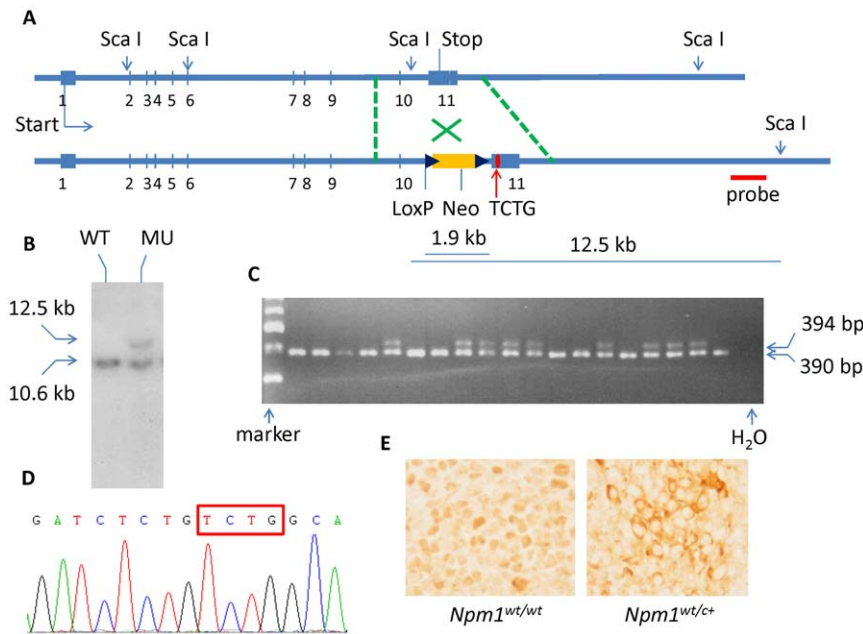 A
Sca I Sca I Sca I Stop Sca I
1 2 3 4 5 6 7 8 9 10 11
Start
Sca I
1 2 3 4 5 6 7 8 9 10 11
LoxP Neo TCTG
probe
1.9 kb
12.5 kb
B
WT MU
12.5 kb
10.6 kb
C
394 bp
390 bp
marker
H2O
D
G A T C T C T G T C T G G C A
E
Npm1wt/wt
Npm1wt/c+